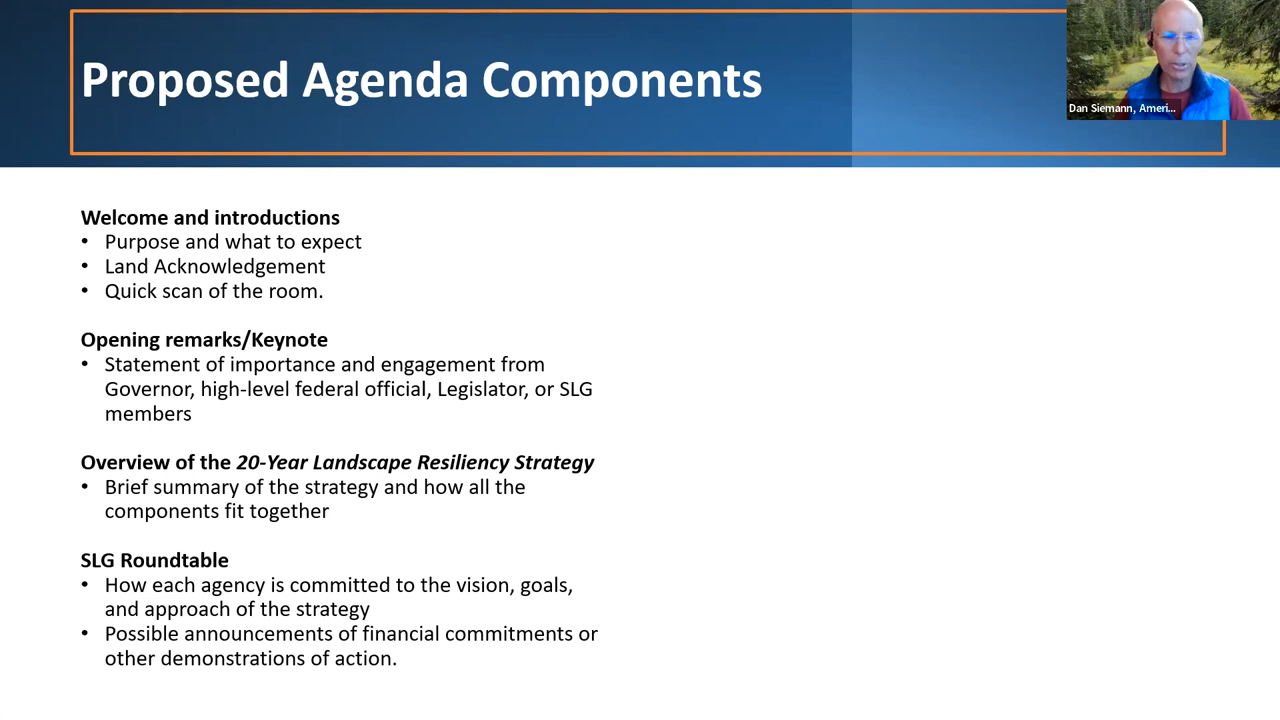 Proposed Agenda Components
Dan Siemann, Ameri...
Welcome and introductions
• Purpose and what to expect
• Land Acknowledgement
• Quick scan of the room.
Opening remarks/Keynote
• Statement of importance and engagement from
Governor, high-level federal official, Legislator, or SLG
members
Overview of the 20-Year Landscape Resiliency Strategy
• Brief summary of the strategy and how all the
components fit together
SLG Roundtable
• How each agency is committed to the vision, goals,
and approach of the strategy
• Possible announcements of financial commitments or
other demonstrations of action.